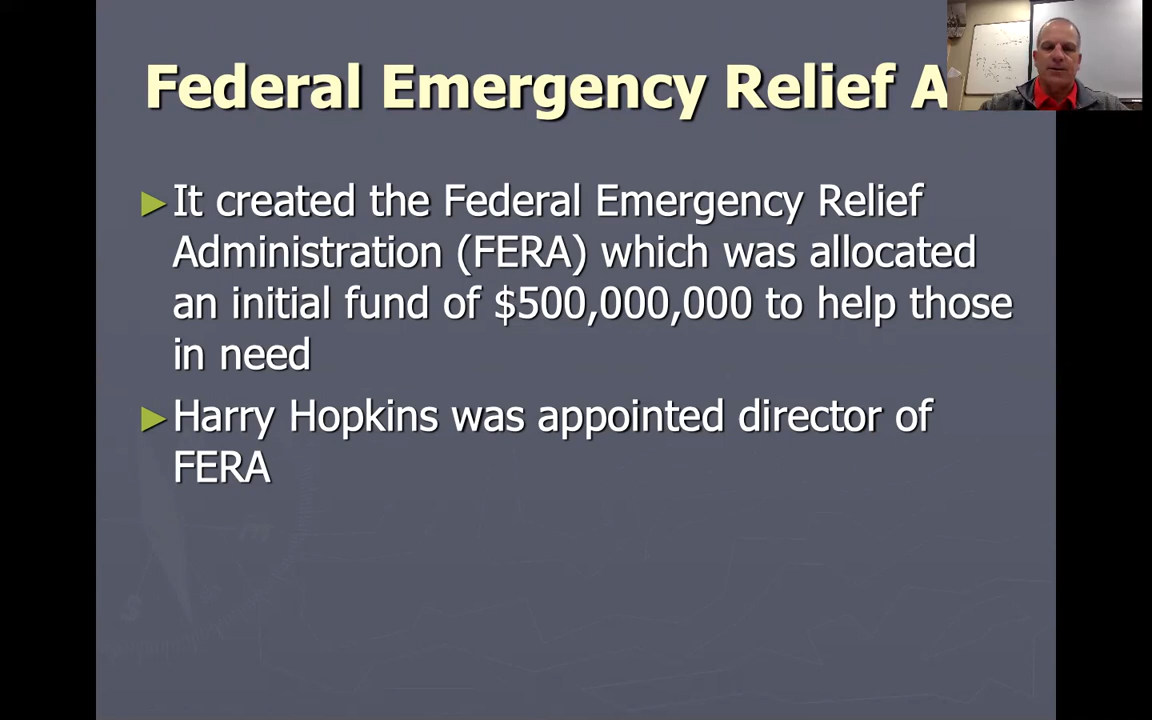 Federal Emergency Relief A
►It created the Federal Emergency Relief
Administration (FERA) which was allocated
an initial fund of $500,000,000 to help those
in need
►Harry Hopkins was appointed director of
FERA